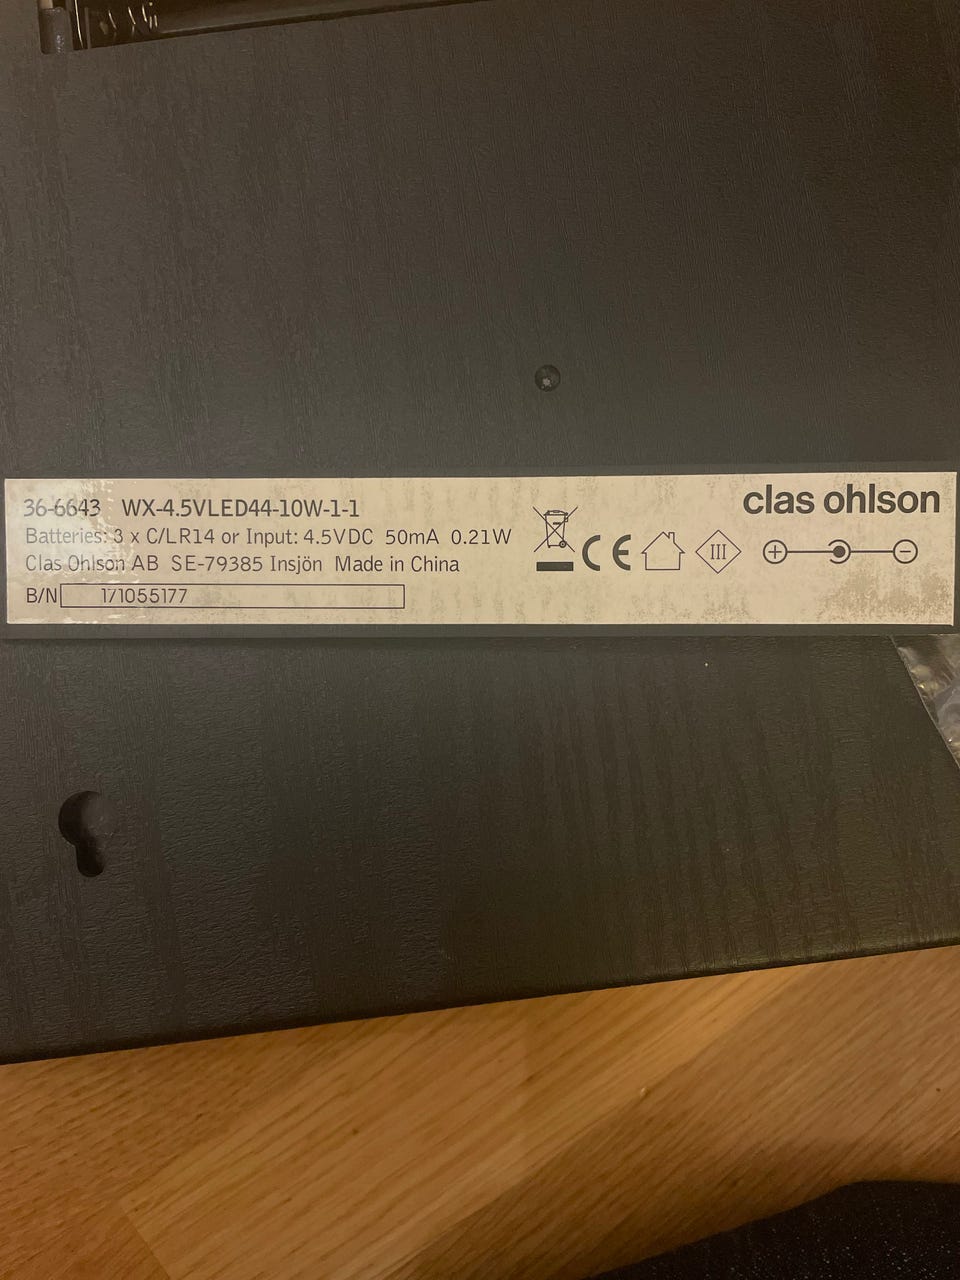 36-6643 WX-4.5VLED44-10W-1-1
Batteries: 3 x C/LR14 or Input: 4.5VDC 50mA 0.21W
Clas Ohlson AB SE-79385 Insjön Made in China
B/N 171055177
CE
III
+ -
clas ohlson